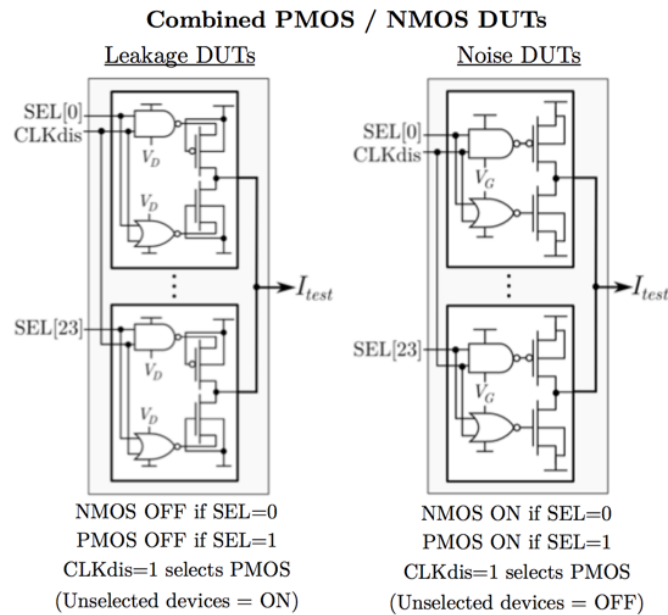 Combined PMOS / NMOS DUTs
Leakage DUTs
SEL[0]
CLKdis
V_D
V_D
I_test
SEL[23]
V_D
V_D
NMOS OFF if SEL=0
PMOS OFF if SEL=1
CLKdis=1 selects PMOS
(Unselected devices = ON)
Noise DUTs
SEL[0]
CLKdis
V_G
I_test
SEL[23]
V_G
NMOS ON if SEL=0
PMOS ON if SEL=1
CLKdis=1 selects PMOS
(Unselected devices = OFF)